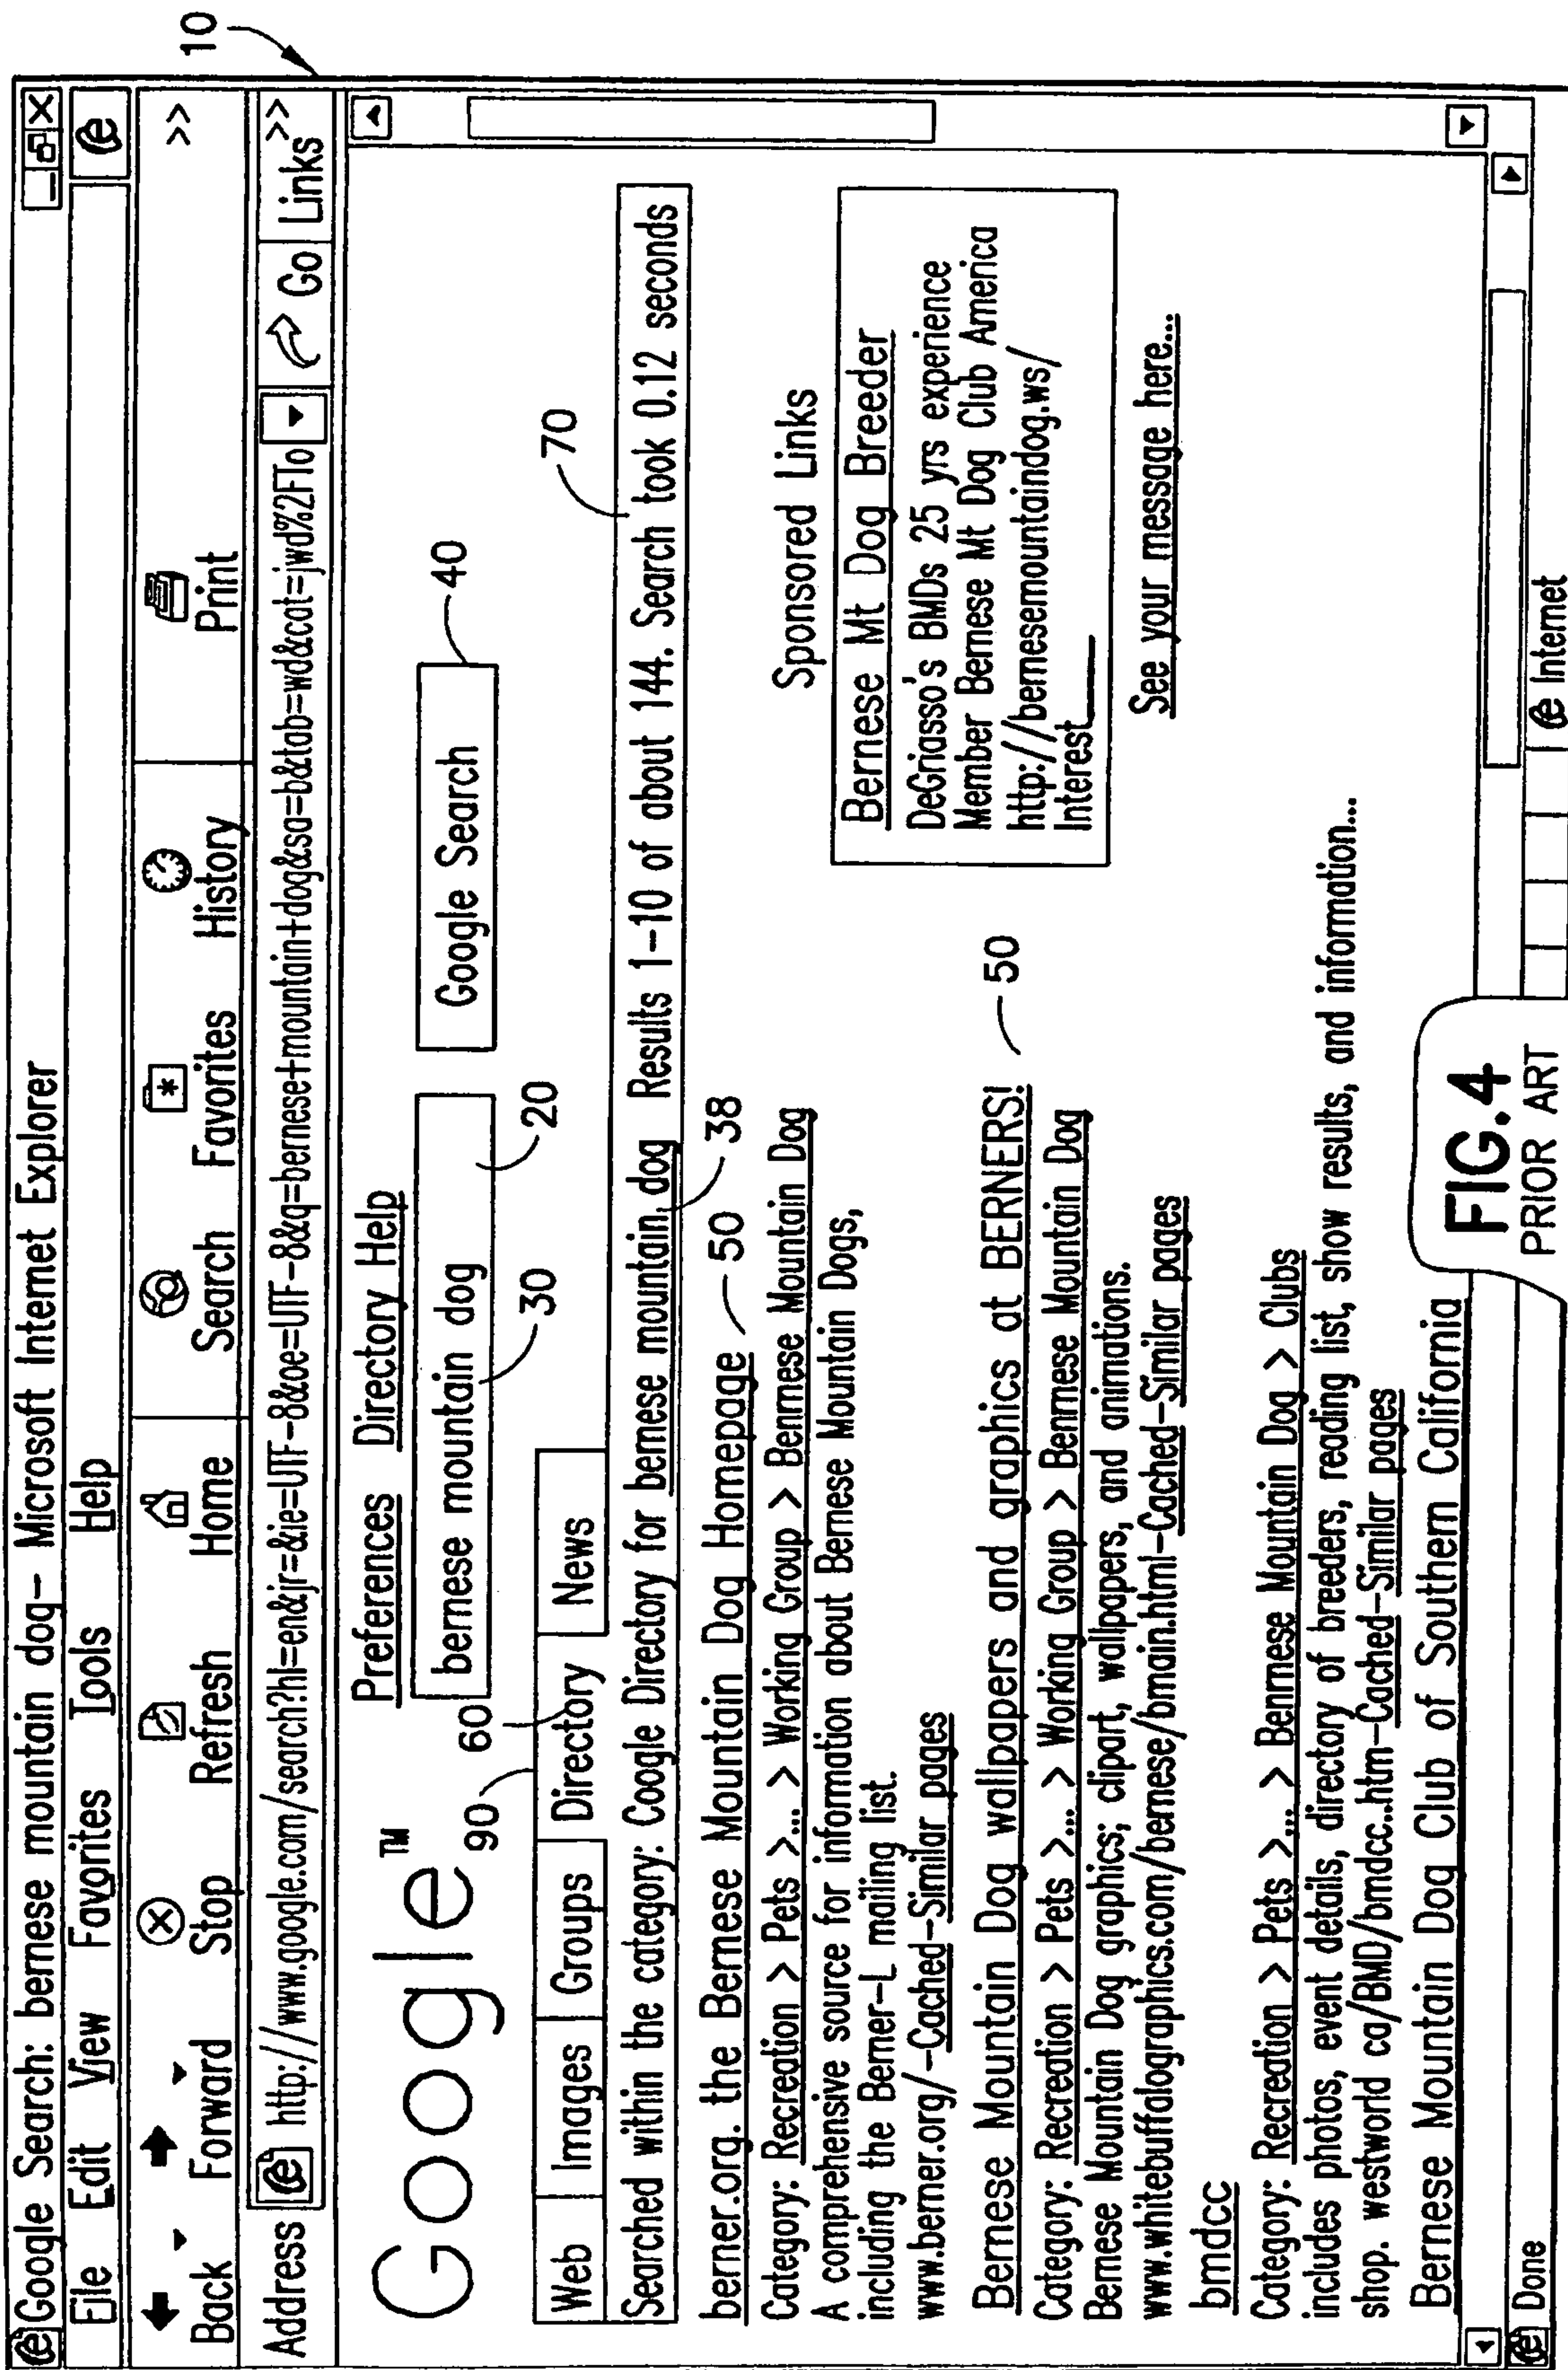 10
Google Search: bernese mountain dog- Microsoft Internet Explorer
File Edit View Favorites Tools Help
Back Forward Stop Refresh Home Search Favorites History Print >>
Address http://www.google.com/search?hl=en&jr=&ie=UTF-8&oe=UTF-8&q=bernese+mountain+dog&sa=b&tab=wd&cat=jwd%2FTo Go Links >>
Google™ Preferences Directory Help
bernese mountain dog Google Search 40
30 20
90 60
Web Images Groups Directory News 70
Searched within the category: Coogle Directory for bernese mountain dog Results 1-10 of about 144. Search took 0.12 seconds
38
berner.org. the Bernese Mountain Dog Homepage 50
Category: Recreation > Pets >... > Working Group > Benrnese Mountain Dog
A comprehensive source for information about Bernese Mountain Dogs,
including the Berner-L mailing list.
www.berner.org/-Cached-Similar pages
Bernese Mountain Dog wallpapers and graphics at BERNERS! 50
Category: Recreation > Pets >... > Working Group > Benrnese Mountain Dog
Bernese Mountain Dog graphics; clipart, wallpapers, and animations.
www.whitebuffalographics.com/bernese/bmain.html-Cached-Similar pages
bmdcc
Category: Recreation > Pets >... > Benrnese Mountain Dog > Clubs
includes photos, event details, directory of breeders, reading list, show results, and information...
shop. westworld ca/BMD/bmdcc..htm-Cached-Similar pages
Bernese Mountain Dog Club of Southern California
Sponsored Links
Bernese Mt Dog Breeder
DeGriasso's BMDs 25 yrs experience
Member Bernese Mt Dog Club America
http://bernesemountaindog.ws/
Interest
See your message here...
Done Internet
FIG.4
PRIOR ART